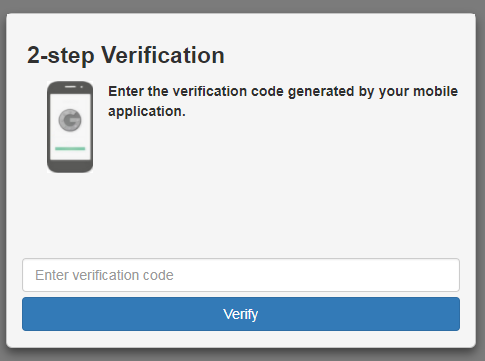 2-step Verification
Enter the verification code generated by your mobile
application.
Enter verification code
Verify